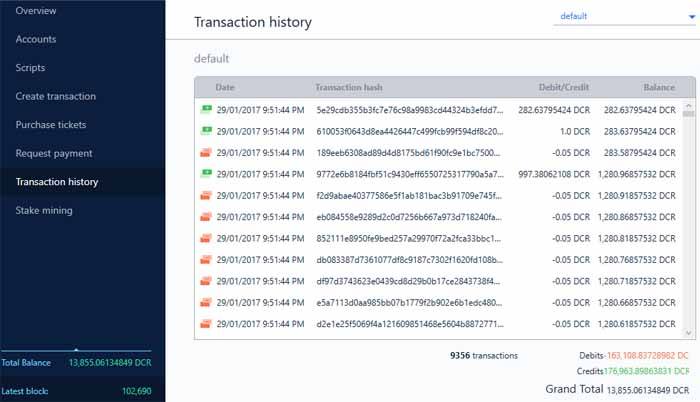 Overview
Accounts
Scripts
Create transaction
Purchase tickets
Request payment
Transaction history
Stake mining
Total Balance 13,855.06134849 DCR
Latest block: 102,690
Transaction history
default
default
Date Transaction hash Debit/Credit Balance
29/01/2017 9:51:44 PM 5e29cdb355b3fc7e76c98a9983cd44324b3efdd7... 282.63795424 DCR 282.63795424 DCR
29/01/2017 9:51:44 PM 610053f0643d8ea4426447c499fcb99f594df8c20... 1.0 DCR 283.63795424 DCR
29/01/2017 9:51:44 PM 189eeb6308ad89d4d8175bd61f90fc9e1bc7500... -0.05 DCR 283.58795424 DCR
29/01/2017 9:51:44 PM 9772e6b8184fbf51c9430eff6550725317790a5a7... 997.38062108 DCR 1,280.96857532 DCR
29/01/2017 9:51:44 PM f2d9abae40377586e5f1ab181bac3b91709e745f... -0.05 DCR 1,280.91857532 DCR
29/01/2017 9:51:44 PM eb084558e9289d2c0d7256b667a973d718240fa... -0.05 DCR 1,280.86857532 DCR
29/01/2017 9:51:44 PM 852111e8950fe9bed257a29970f72a2fca33bbc1... -0.05 DCR 1,280.81857532 DCR
29/01/2017 9:51:44 PM db083387d7361077df8c9187c7302f1620fd108b... -0.05 DCR 1,280.76857532 DCR
29/01/2017 9:51:44 PM df97d3743623e0439cd8d29b0b17ce2843738f4... -0.05 DCR 1,280.71857532 DCR
29/01/2017 9:51:44 PM e5a7113d0aa985bb07b1779f2b902e6b1edc480... -0.05 DCR 1,280.66857532 DCR
29/01/2017 9:51:44 PM d2e1e25f5069f4a121609851468e5604b8872771... -0.05 DCR 1,280.61857532 DCR
9356 transactions
Debits-163,108.83728982 DC
Credits176,963.89863831 DCR
Grand Total 13,855.06134849 DCR